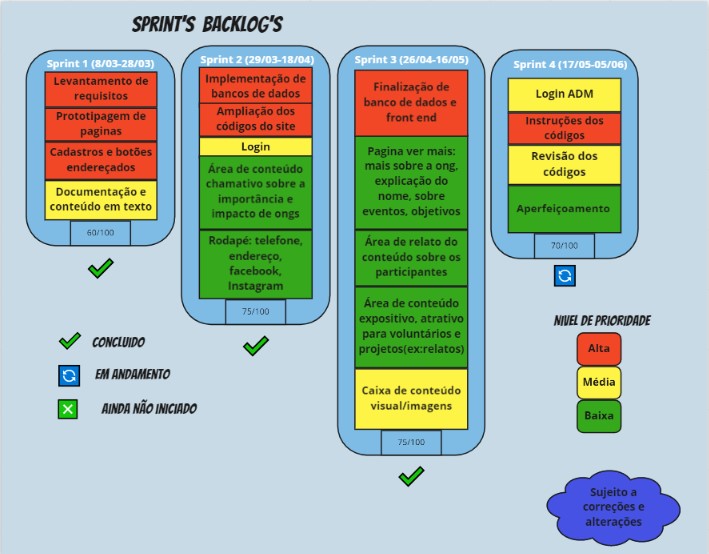 SPRINT'S BACKLOG'S
Sprint 1 (8/03-28/03)
Levantamento de
requisitos
Prototipagem de
paginas
Cadastros e botões
endereçados
Documentação e
conteúdo em texto
60/100
Sprint 2 (29/03-18/04)
Implementação de
bancos de dados
Ampliação dos
códigos do site
Login
Área de conteúdo
chamativo sobre a
importância e
impacto de ongs
Rodapé: telefone,
endereço,
facebook,
Instagram
75/100
Sprint 3 (26/04-16/05)
Finalização de
banco de dados e
front end
Pagina ver mais:
mais sobre a ong,
explicação do
nome, sobre
eventos, objetivos
Área de relato do
conteúdo sobre os
participantes
Área de conteúdo
expositivo, atrativo
para voluntários e
projetos(ex:relatos)
Caixa de conteúdo
visual/imagens
75/100
Sprint 4 (17/05-05/06)
Login ADM
Instruções dos
códigos
Revisão dos
códigos
Aperfeiçoamento
70/100
CONCLUIDO
EM ANDAMENTO
AINDA NÃO INICIADO
NIVEL DE PRIORIDADE
Alta
Média
Baixa
Sujeito a
correções e
alterações